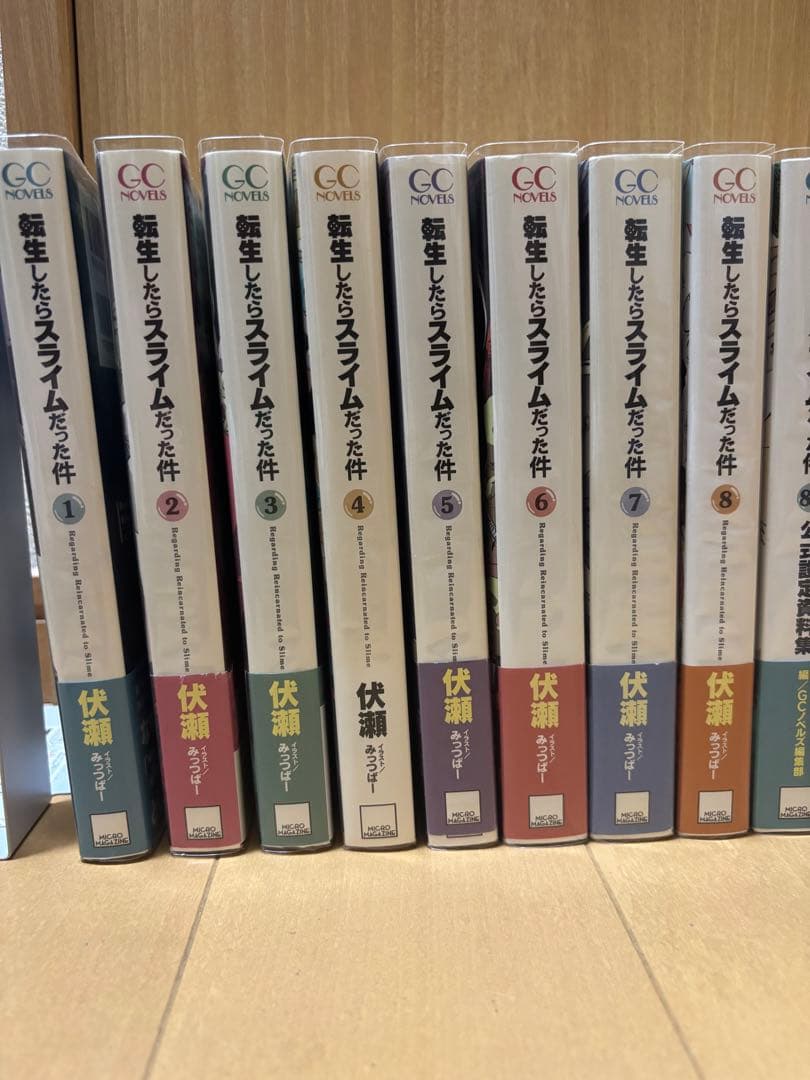 GC NOVELS
転生したらスライムだった件
1
Regarding Reincarnated to Slime
伏瀬
イラスト/みっつばー
MICRO MAGAZINE
GC NOVELS
転生したらスライムだった件
2
Regarding Reincarnated to Slime
伏瀬
イラスト/みっつばー
MICRO MAGAZINE
GC NOVELS
転生したらスライムだった件
3
Regarding Reincarnated to Slime
伏瀬
イラスト/みっつばー
MICRO MAGAZINE
GC NOVELS
転生したらスライムだった件
4
Regarding Reincarnated to Slime
伏瀬
イラスト/みっつばー
MICRO MAGAZINE
GC NOVELS
転生したらスライムだった件
5
Regarding Reincarnated to Slime
伏瀬
イラスト/みっつばー
MICRO MAGAZINE
GC NOVELS
転生したらスライムだった件
6
Regarding Reincarnated to Slime
伏瀬
イラスト/みっつばー
MICRO MAGAZINE
GC NOVELS
転生したらスライムだった件
7
Regarding Reincarnated to Slime
伏瀬
イラスト/みっつばー
MICRO MAGAZINE
GC NOVELS
転生したらスライムだった件
8
Regarding Reincarnated to Slime
伏瀬
イラスト/みっつばー
MICRO MAGAZINE
公式設定資料集
編/GCノベルズ編集部
MICRO MAGAZINE